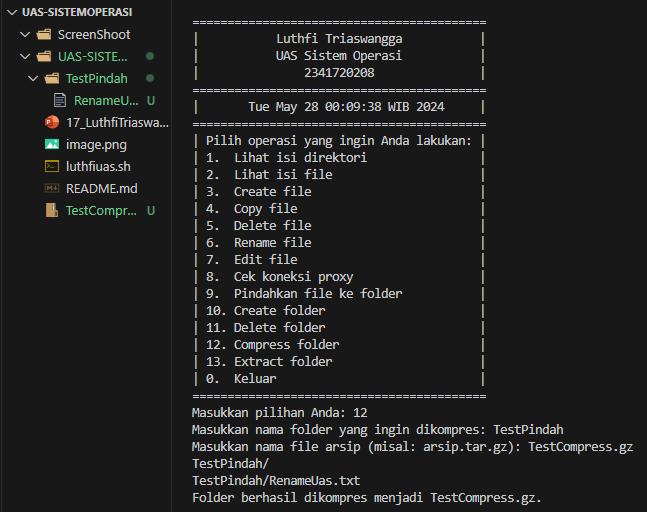 UAS-SISTEMOPERASI
ScreenShoot
UAS-SISTE...
TestPindah
RenameU... U
17_LuthfiTriaswa...
image.png
luthfiuas.sh
README.md
TestCompr... U
==========================================
| Luthfi Triaswangga |
| UAS Sistem Operasi |
| 2341720208 |
==========================================
| Tue May 28 00:09:38 WIB 2024 |
==========================================
| Pilih operasi yang ingin Anda lakukan: |
| 1. Lihat isi direktori |
| 2. Lihat isi file |
| 3. Create file |
| 4. Copy file |
| 5. Delete file |
| 6. Rename file |
| 7. Edit file |
| 8. Cek koneksi proxy |
| 9. Pindahkan file ke folder |
| 10. Create folder |
| 11. Delete folder |
| 12. Compress folder |
| 13. Extract folder |
| 0. Keluar |
==========================================
Masukkan pilihan Anda: 12
Masukkan nama folder yang ingin dikompres: TestPindah
Masukkan nama file arsip (misal: arsip.tar.gz): TestCompress.gz
TestPindah/
TestPindah/RenameUas.txt
Folder berhasil dikompres menjadi TestCompress.gz.